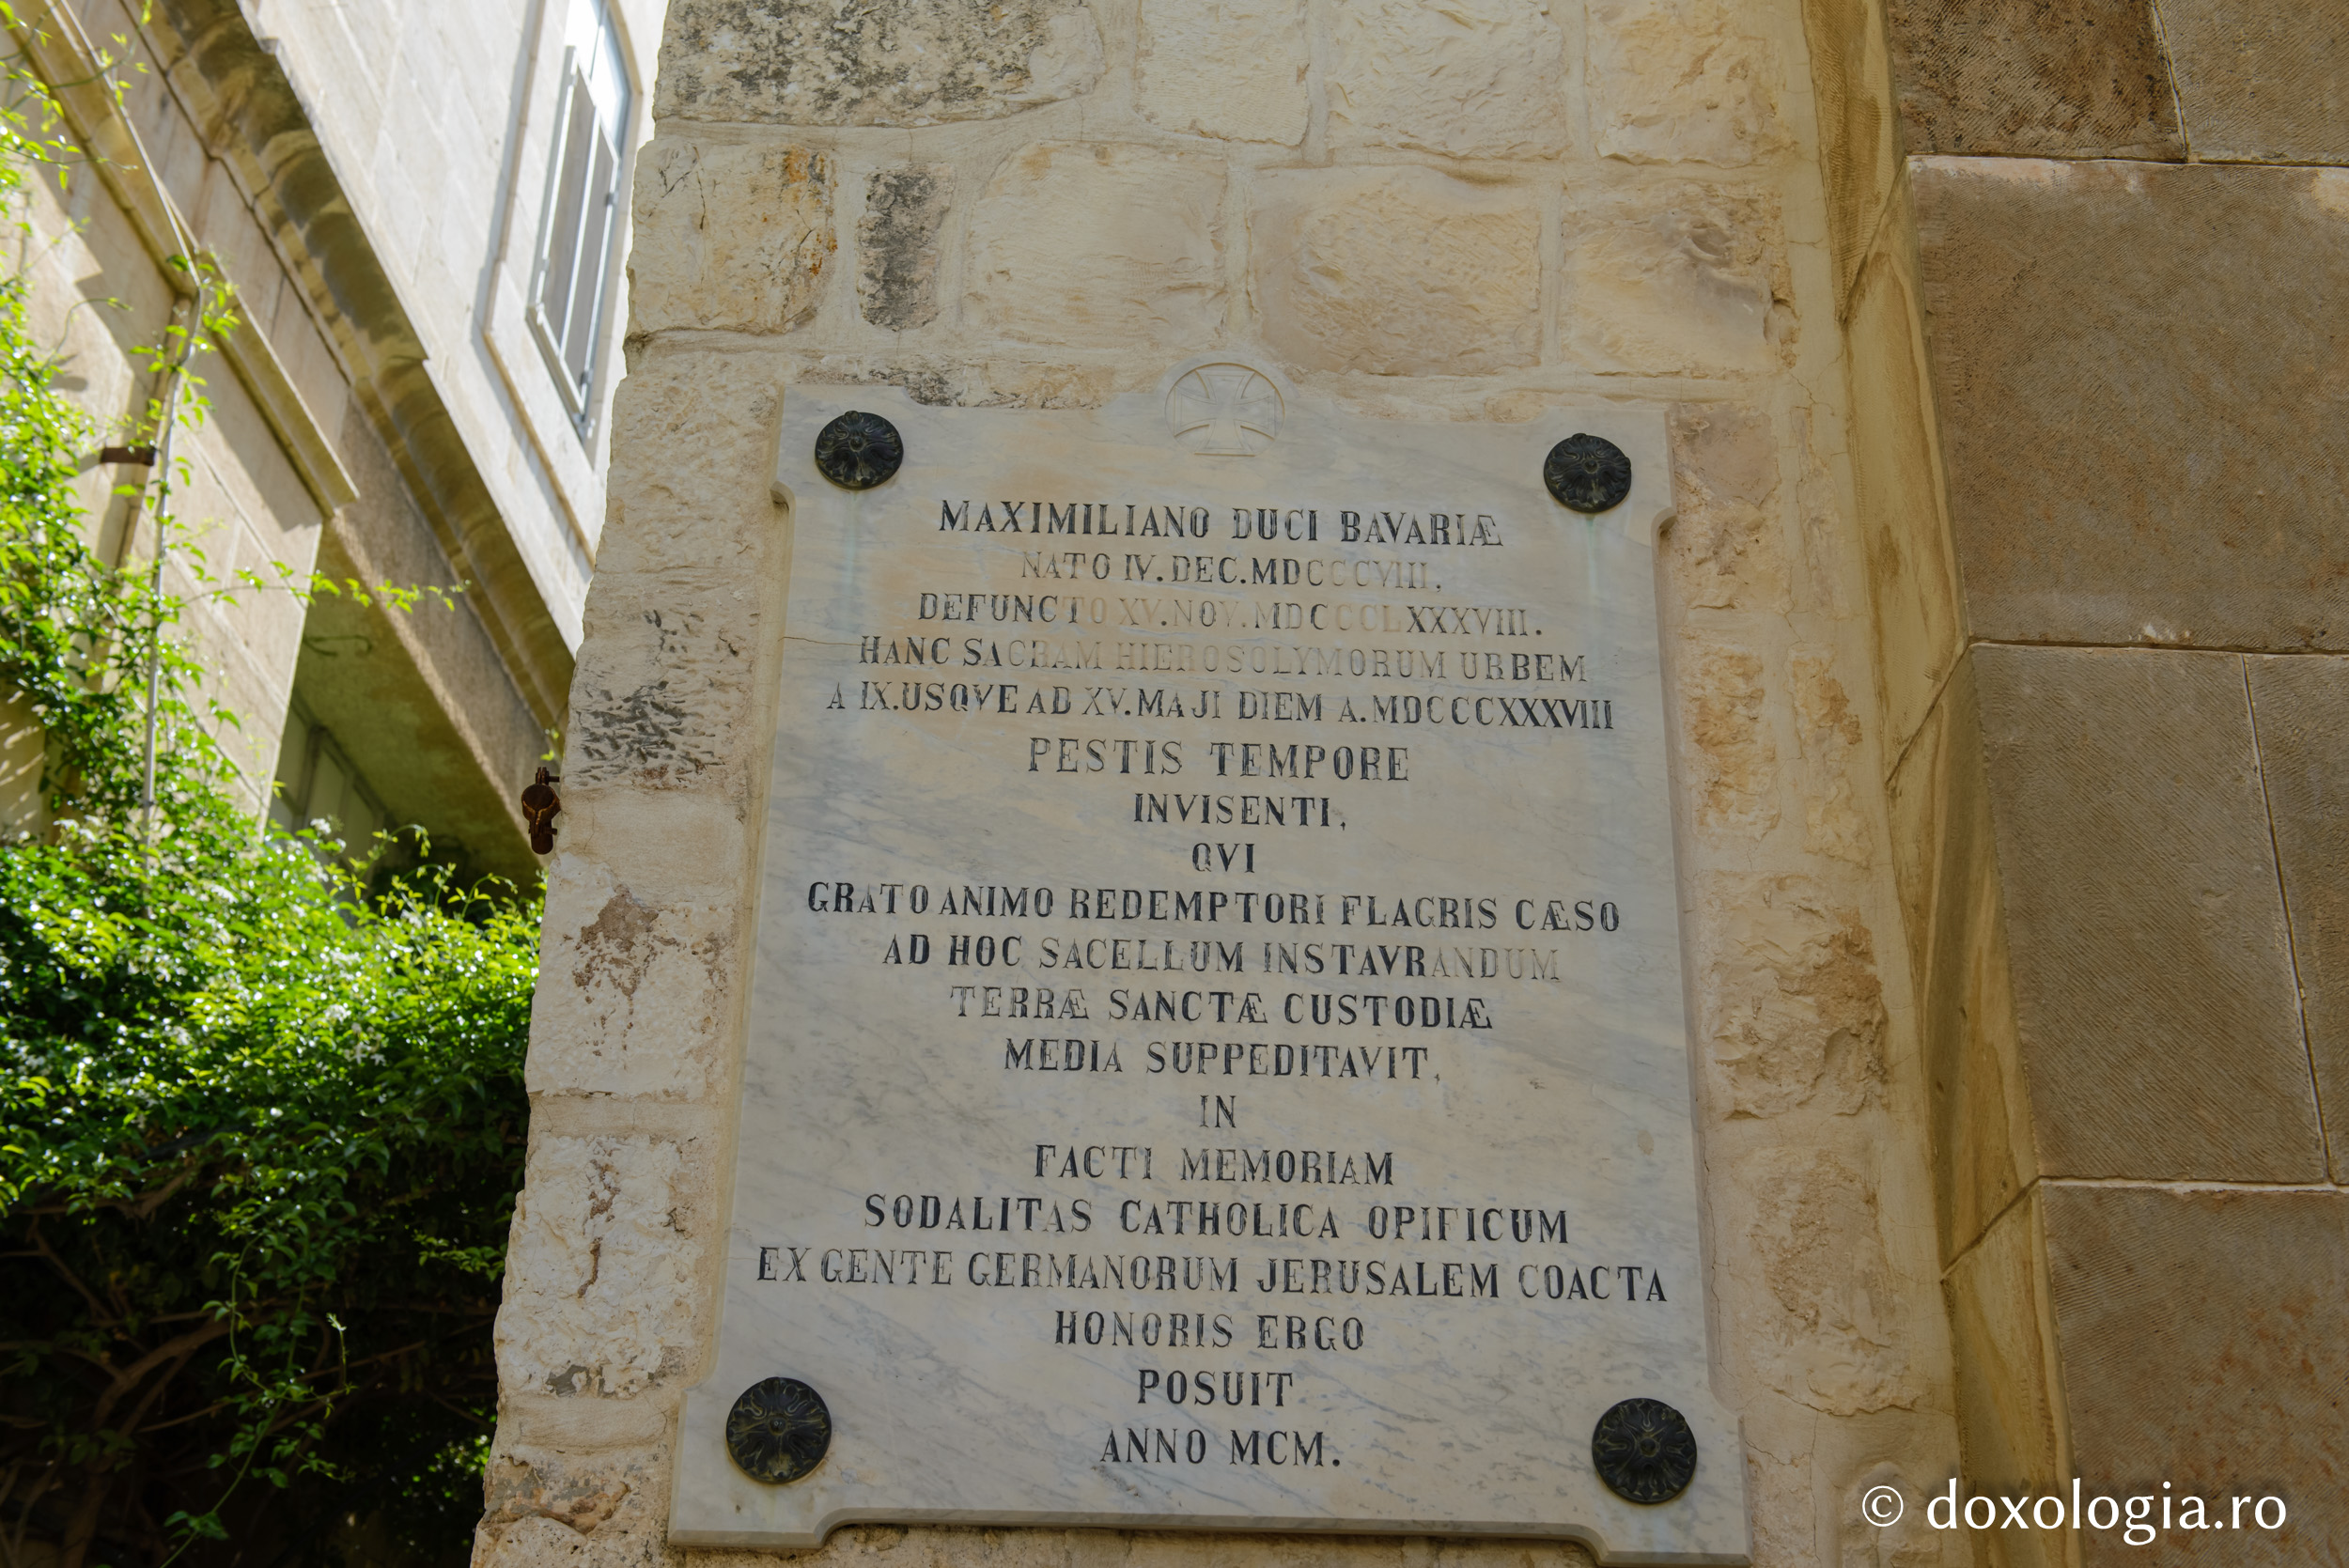 MAXIMILIANO DUCI BAVARIÆ
NATO IV. DEC. MDCCCVIII.
DEFUNCTO XV. NOV. MDCCCLXXXVIII.
HANC SACRAM HIEROSOLYMORUM URBEM
A IX. USQVE AD XV. MAJI DIEM A. MDCCCXXXVIII
PESTIS TEMPORE
INVISENTI,
QVI
GRATO ANIMO REDEMPTORI FLAGRIS CÆSO
AD HOC SACELLUM INSTAVRANDUM
TERRÆ SANCTÆ CUSTODIÆ
MEDIA SUPPEDITAVIT,
IN
FACTI MEMORIAM
SODALITAS CATHOLICA OPIFICUM
EX GENTE GERMANORUM JERUSALEM COACTA
HONORIS ERGO
POSUIT
ANNO MCM.
© doxologia.ro